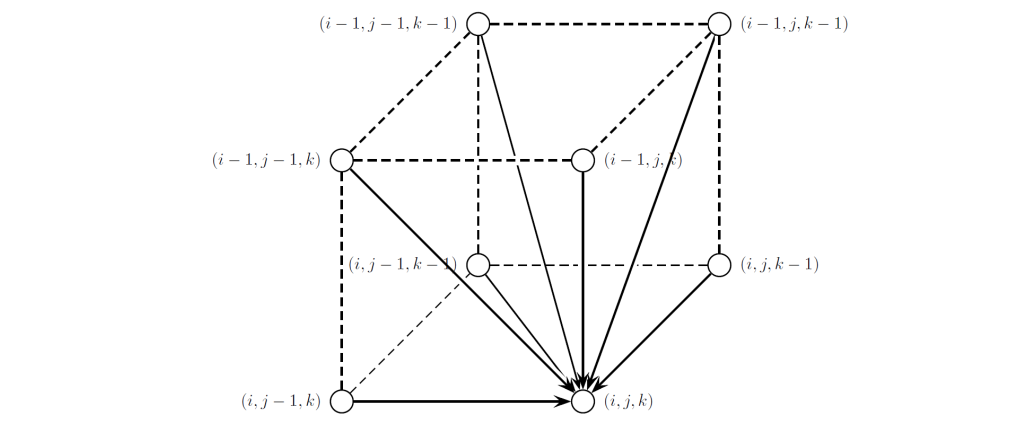 (i − 1, j − 1, k − 1)
(i − 1, j, k − 1)
(i − 1, j − 1, k)
(i − 1, j, k)
(i, j − 1, k − 1)
(i, j, k − 1)
(i, j − 1, k)
(i, j, k)